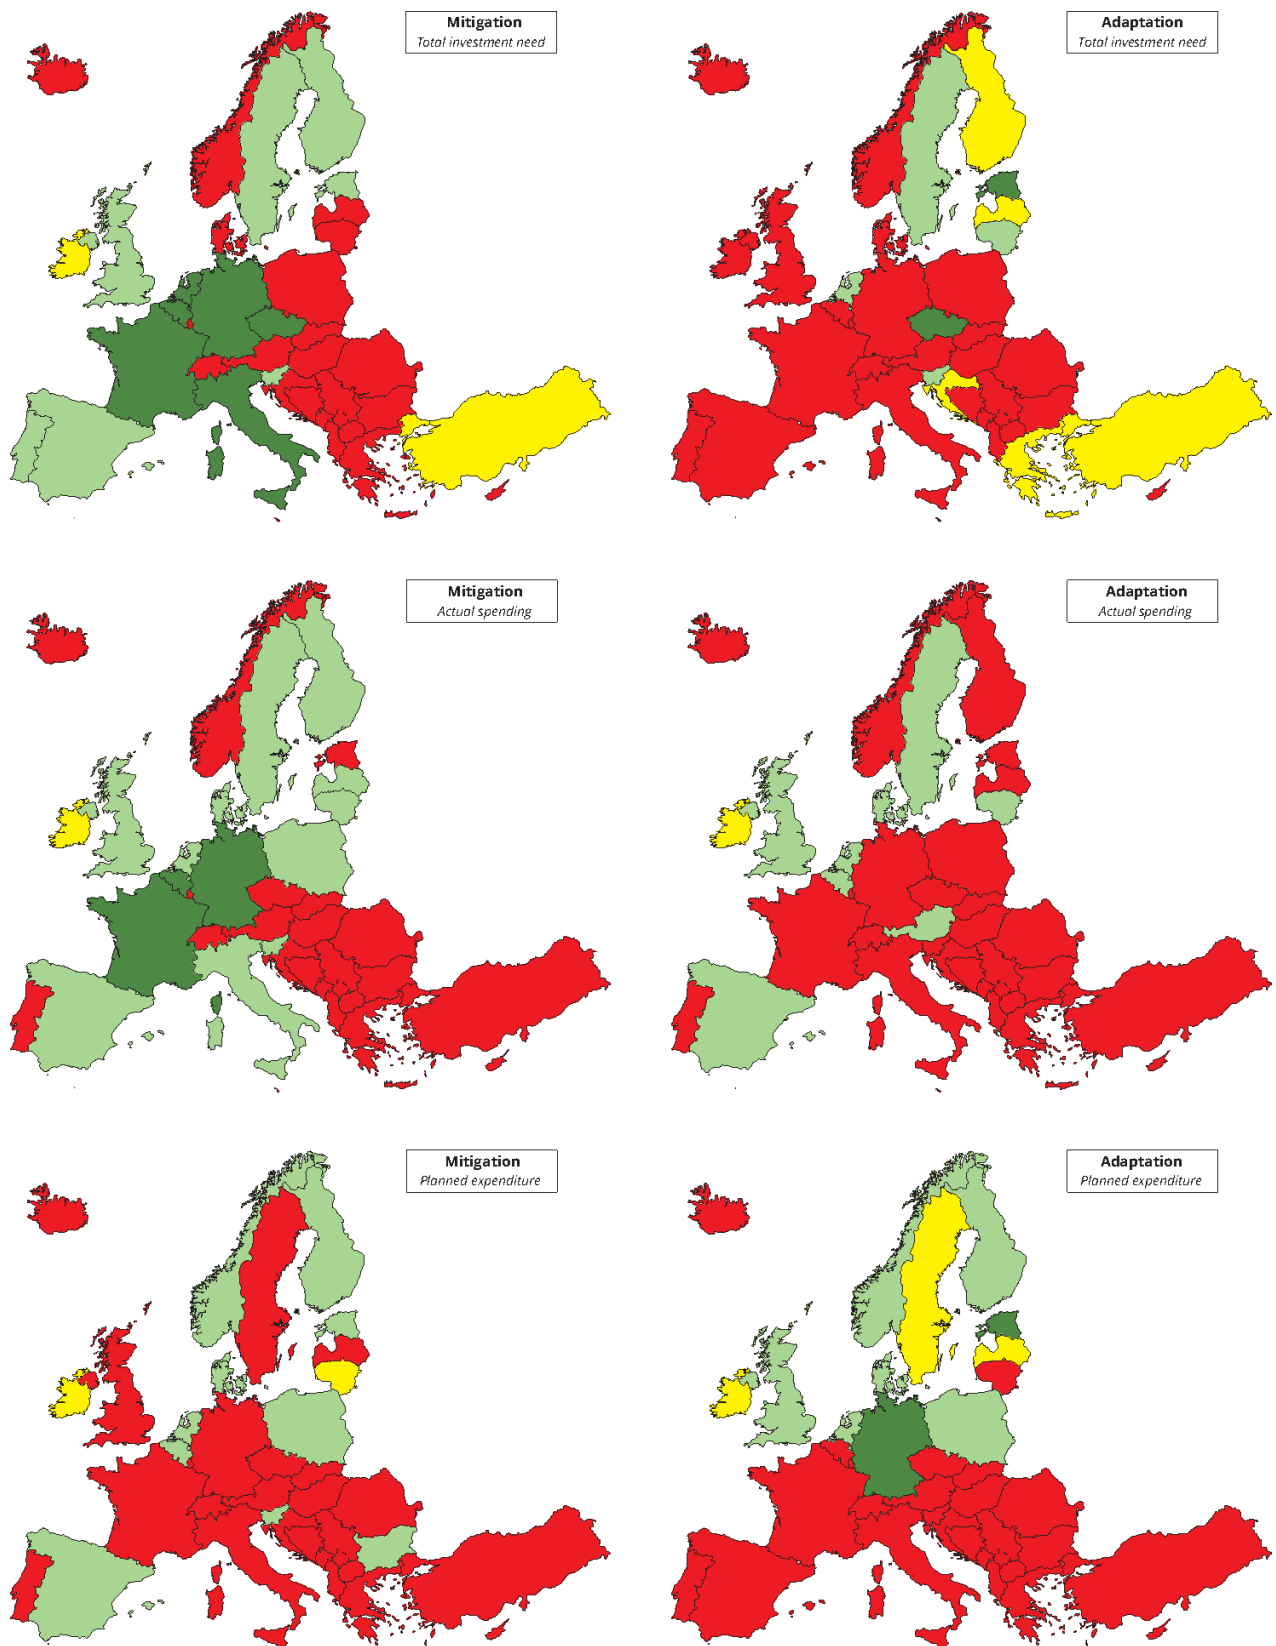 Mitigation
Total investment need
Adaptation
Total investment need
Mitigation
Actual spending
Adaptation
Actual spending
Mitigation
Planned expenditure
Adaptation
Planned expenditure